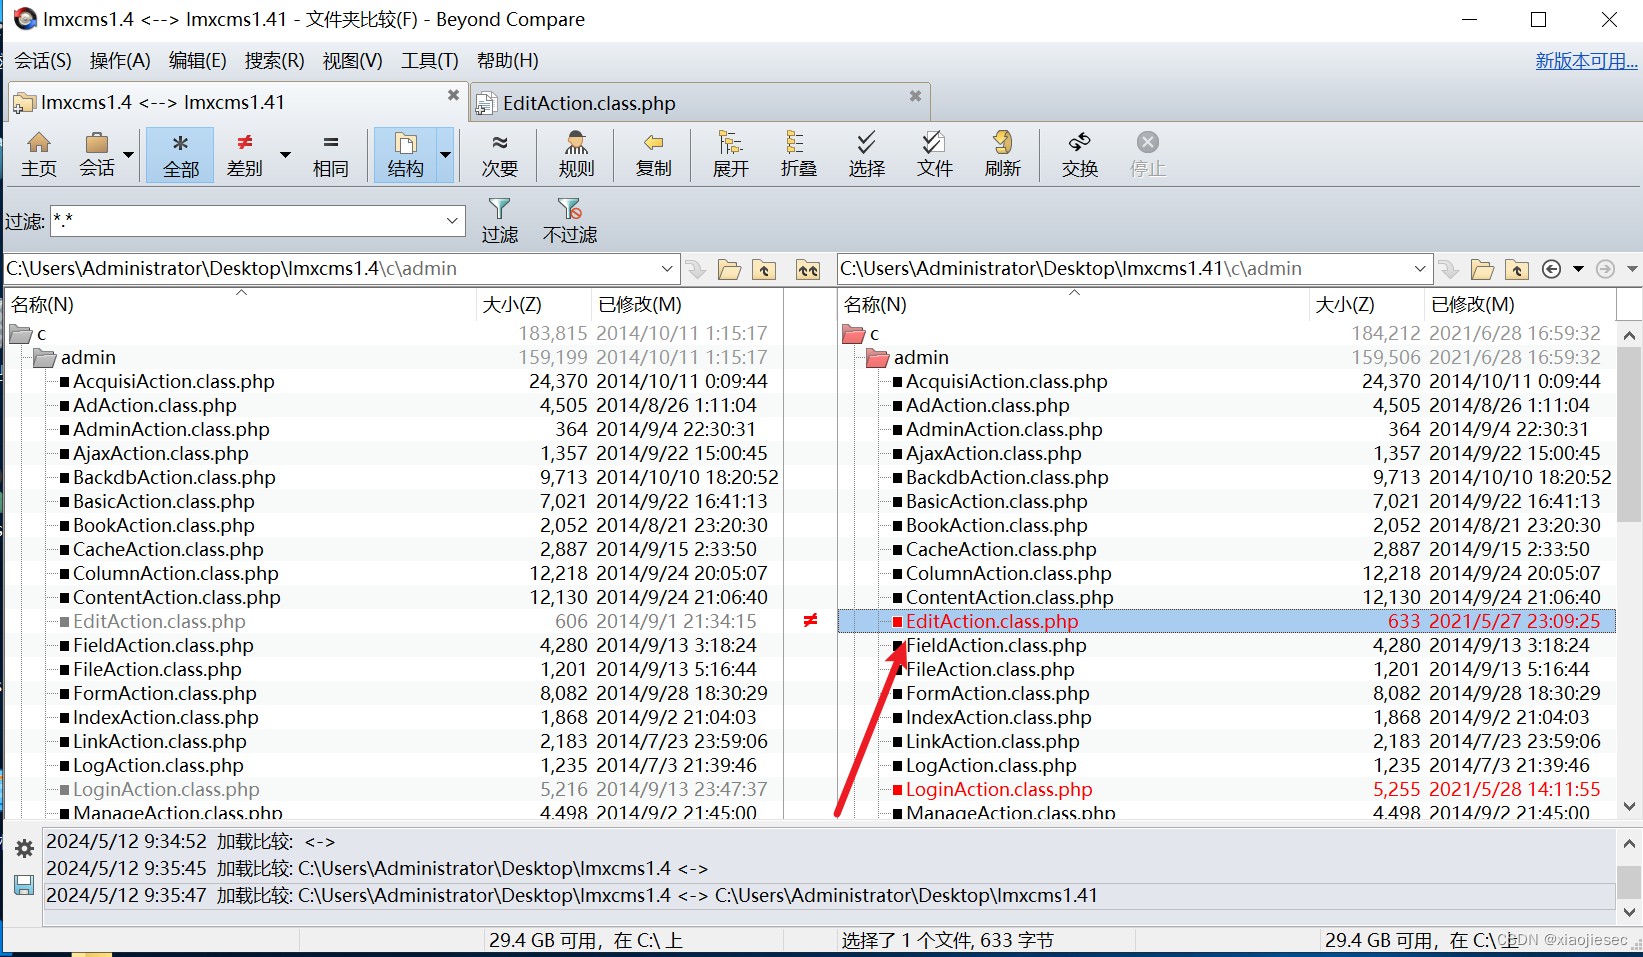 lmxcms1.4 <--> lmxcms1.41 - 文件夹比较(F) - Beyond Compare
会话(S) 操作(A) 编辑(E) 搜索(R) 视图(V) 工具(T) 帮助(H) 新版本可用...
lmxcms1.4 <--> lmxcms1.41 EditAction.class.php
主页 会话 全部 差别 相同 结构 次要 规则 复制 展开 折叠 选择 文件 刷新 交换 停止
过滤: *.* 过滤 不过滤
C:\Users\Administrator\Desktop\lmxcms1.4\c\admin C:\Users\Administrator\Desktop\lmxcms1.41\c\admin
名称(N) 大小(Z) 已修改(M) 名称(N) 大小(Z) 已修改(M)
c 183,815 2014/10/11 1:15:17 c 184,212 2021/6/28 16:59:32
admin 159,199 2014/10/11 1:15:17 admin 159,506 2021/6/28 16:59:32
AcquisiAction.class.php 24,370 2014/10/11 0:09:44 AcquisiAction.class.php 24,370 2014/10/11 0:09:44
AdAction.class.php 4,505 2014/8/26 1:11:04 AdAction.class.php 4,505 2014/8/26 1:11:04
AdminAction.class.php 364 2014/9/4 22:30:31 AdminAction.class.php 364 2014/9/4 22:30:31
AjaxAction.class.php 1,357 2014/9/22 15:00:45 AjaxAction.class.php 1,357 2014/9/22 15:00:45
BackdbAction.class.php 9,713 2014/10/10 18:20:52 BackdbAction.class.php 9,713 2014/10/10 18:20:52
BasicAction.class.php 7,021 2014/9/22 16:41:13 BasicAction.class.php 7,021 2014/9/22 16:41:13
BookAction.class.php 2,052 2014/8/21 23:20:30 BookAction.class.php 2,052 2014/8/21 23:20:30
CacheAction.class.php 2,887 2014/9/15 2:33:50 CacheAction.class.php 2,887 2014/9/15 2:33:50
ColumnAction.class.php 12,218 2014/9/24 20:05:07 ColumnAction.class.php 12,218 2014/9/24 20:05:07
ContentAction.class.php 12,130 2014/9/24 21:06:40 ContentAction.class.php 12,130 2014/9/24 21:06:40
EditAction.class.php 606 2014/9/1 21:34:15 ≠ EditAction.class.php 633 2021/5/27 23:09:25
FieldAction.class.php 4,280 2014/9/13 3:18:24 FieldAction.class.php 4,280 2014/9/13 3:18:24
FileAction.class.php 1,201 2014/9/13 5:16:44 FileAction.class.php 1,201 2014/9/13 5:16:44
FormAction.class.php 8,082 2014/9/28 18:30:29 FormAction.class.php 8,082 2014/9/28 18:30:29
IndexAction.class.php 1,868 2014/9/2 21:04:03 IndexAction.class.php 1,868 2014/9/2 21:04:03
LinkAction.class.php 2,183 2014/7/23 23:59:06 LinkAction.class.php 2,183 2014/7/23 23:59:06
LogAction.class.php 1,235 2014/7/3 21:39:46 LogAction.class.php 1,235 2014/7/3 21:39:46
LoginAction.class.php 5,216 2014/9/13 23:47:37 LoginAction.class.php 5,255 2021/5/28 14:11:55
ManageAction.class.php 4,498 2014/9/2 21:45:00 ManageAction.class.php 4,498 2014/9/2 21:45:00
2024/5/12 9:34:52 加载比较: <->
2024/5/12 9:35:45 加载比较: C:\Users\Administrator\Desktop\lmxcms1.4 <->
2024/5/12 9:35:47 加载比较: C:\Users\Administrator\Desktop\lmxcms1.4 <-> C:\Users\Administrator\Desktop\lmxcms1.41
29.4 GB 可用，在 C:\ 上 选择了 1 个文件, 633 字节 29.4 GB 可用，在 C:\ 上
CSDN @xiaojiesec